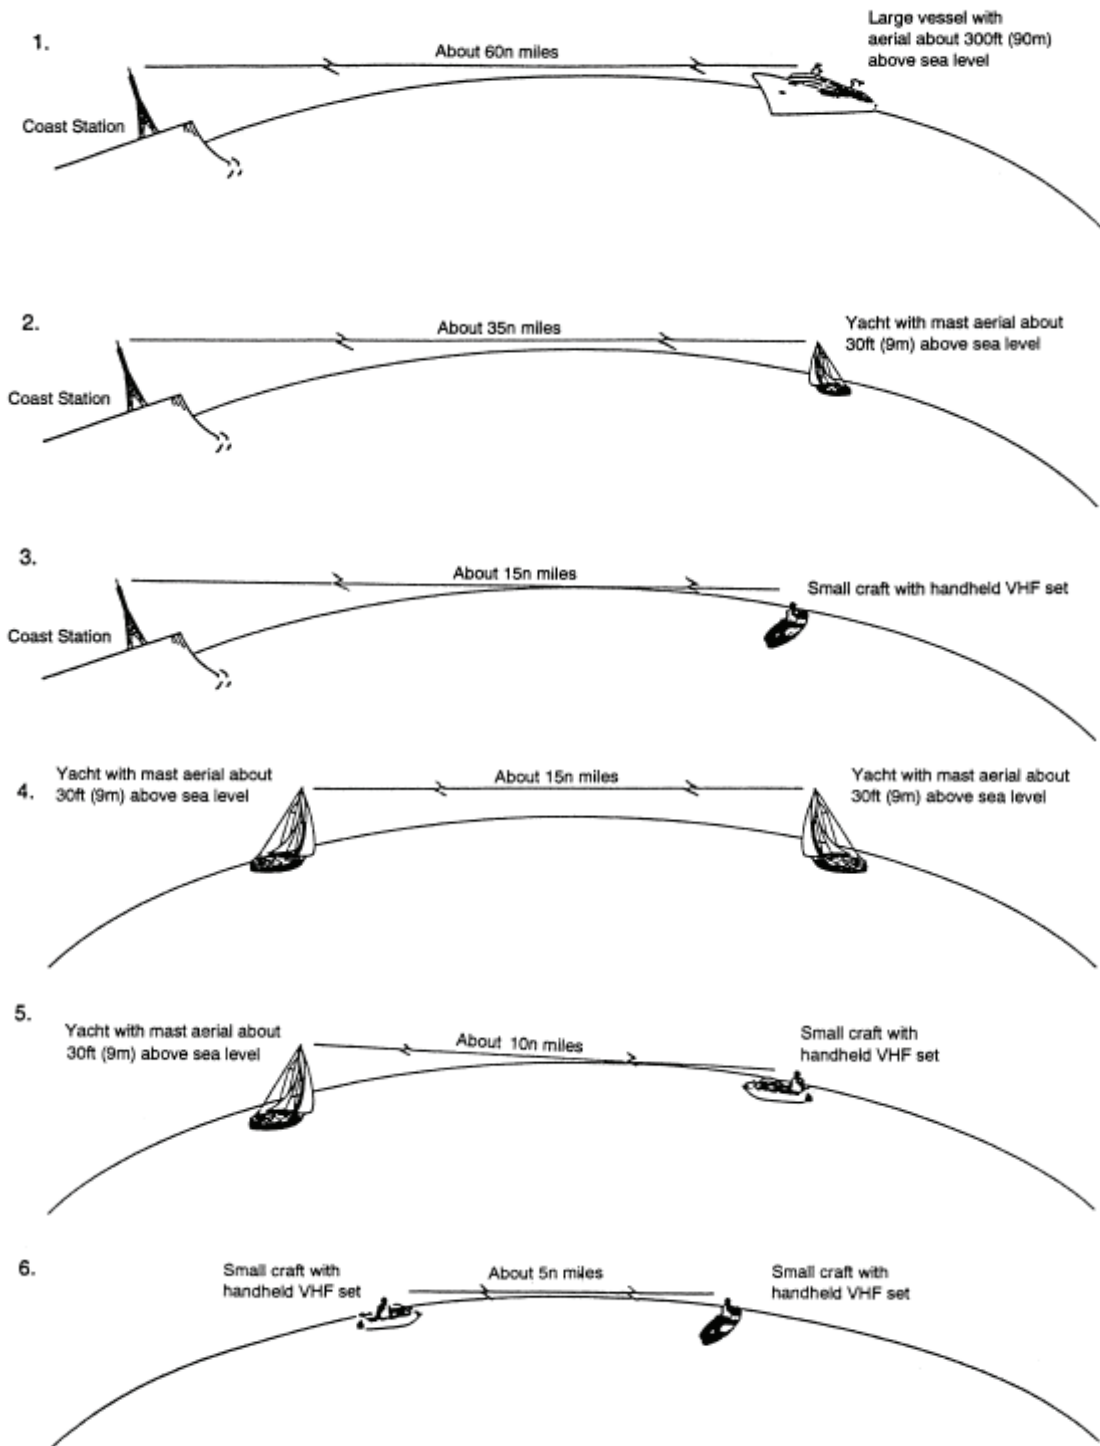 1.
About 60n miles
Large vessel with
aerial about 300ft (90m)
above sea level
Coast Station
2.
About 35n miles
Yacht with mast aerial about
30ft (9m) above sea level
Coast Station
3.
About 15n miles
Small craft with handheld VHF set
Coast Station
4.
Yacht with mast aerial about
30ft (9m) above sea level
About 15n miles
Yacht with mast aerial about
30ft (9m) above sea level
5.
Yacht with mast aerial about
30ft (9m) above sea level
About 10n miles
Small craft with
handheld VHF set
6.
Small craft with
handheld VHF set
About 5n miles
Small craft with
handheld VHF set